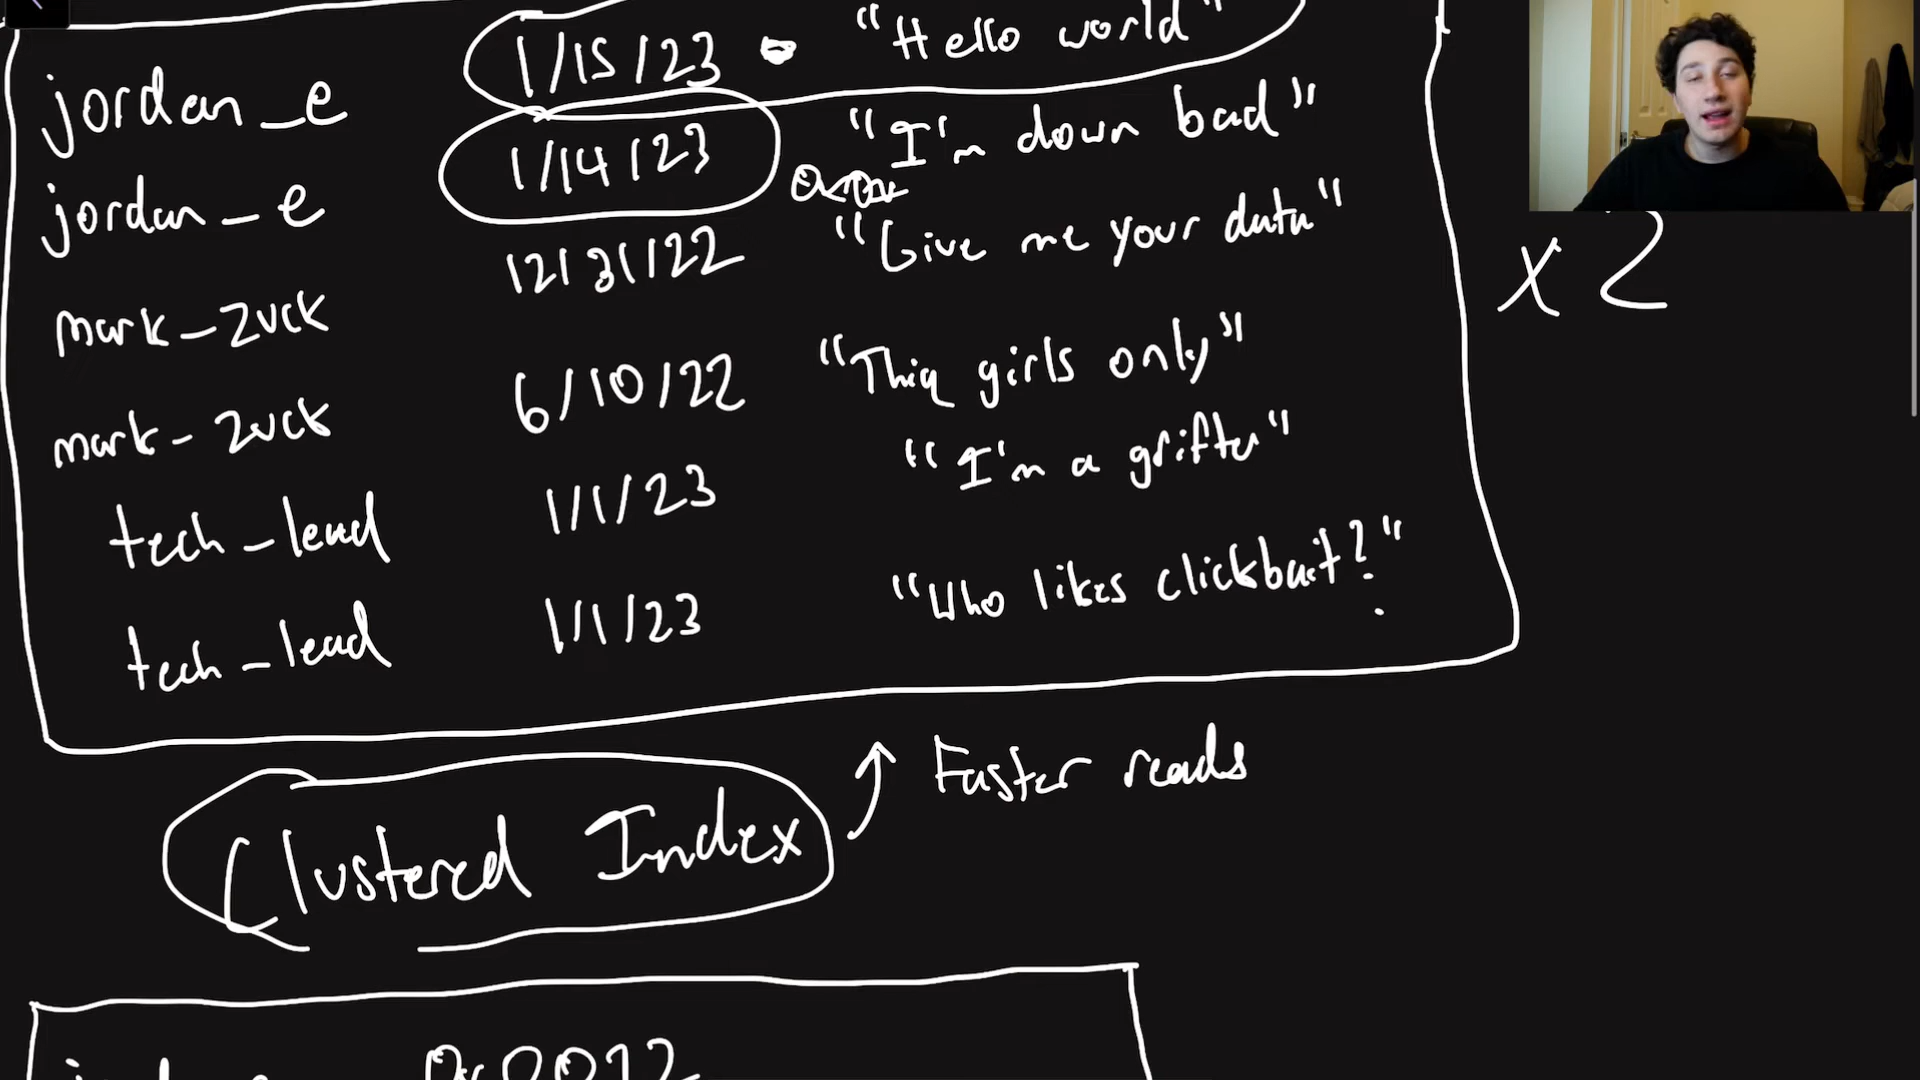 jordan_e 1/15/23 "Hello world"
jordan_e 1/14/23 "I'm down bad"
mark_zuck 12/31/22 "Give me your data"
mark_zuck 6/10/22 "Thiq girls only"
tech_lead 1/1/23 "I'm a grifter"
tech_lead 1/1/23 "Who likes clickbait?"
x2
Clustered Index
Faster reads